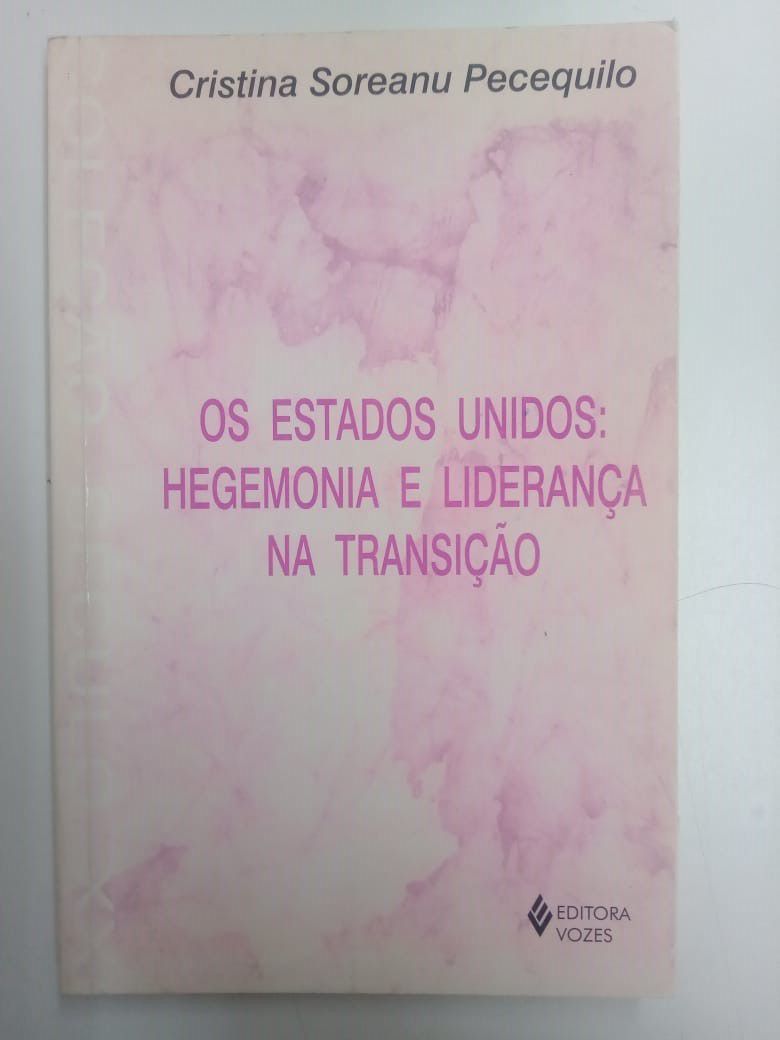 Cristina Soreanu Pecequilo
OS ESTADOS UNIDOS:
HEGEMONIA E LIDERANÇA
NA TRANSIÇÃO
EDITORA
VOZES